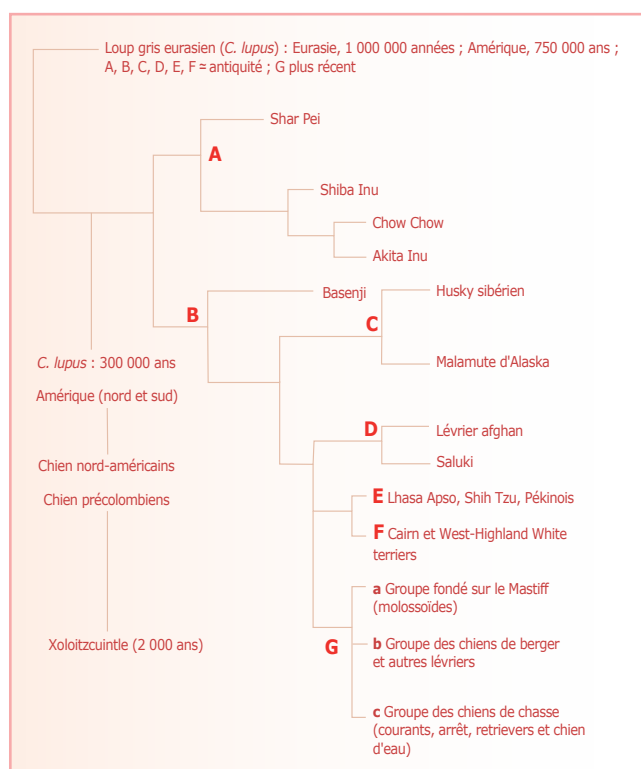 Loup gris eurasien (C. lupus) : Eurasie, 1 000 000 années ; Amérique, 750 000 ans ;
A, B, C, D, E, F ≈ antiquité ; G plus récent
Shar Pei
A
Shiba Inu
Chow Chow
Akita Inu
Basenji
Husky sibérien
B
C
C. lupus : 300 000 ans
Malamute d'Alaska
Amérique (nord et sud)
D
Lévrier afghan
Chien nord-américains
Saluki
Chien précolombiens
E Lhasa Apso, Shih Tzu, Pékinois
F Cairn et West-Highland White
terriers
a Groupe fondé sur le Mastiff
(molossoïdes)
Xoloitzcuintle (2 000 ans)
G
b Groupe des chiens de berger
et autres lévriers
c Groupe des chiens de chasse
(courants, arrêt, retrievers et chien
d'eau)